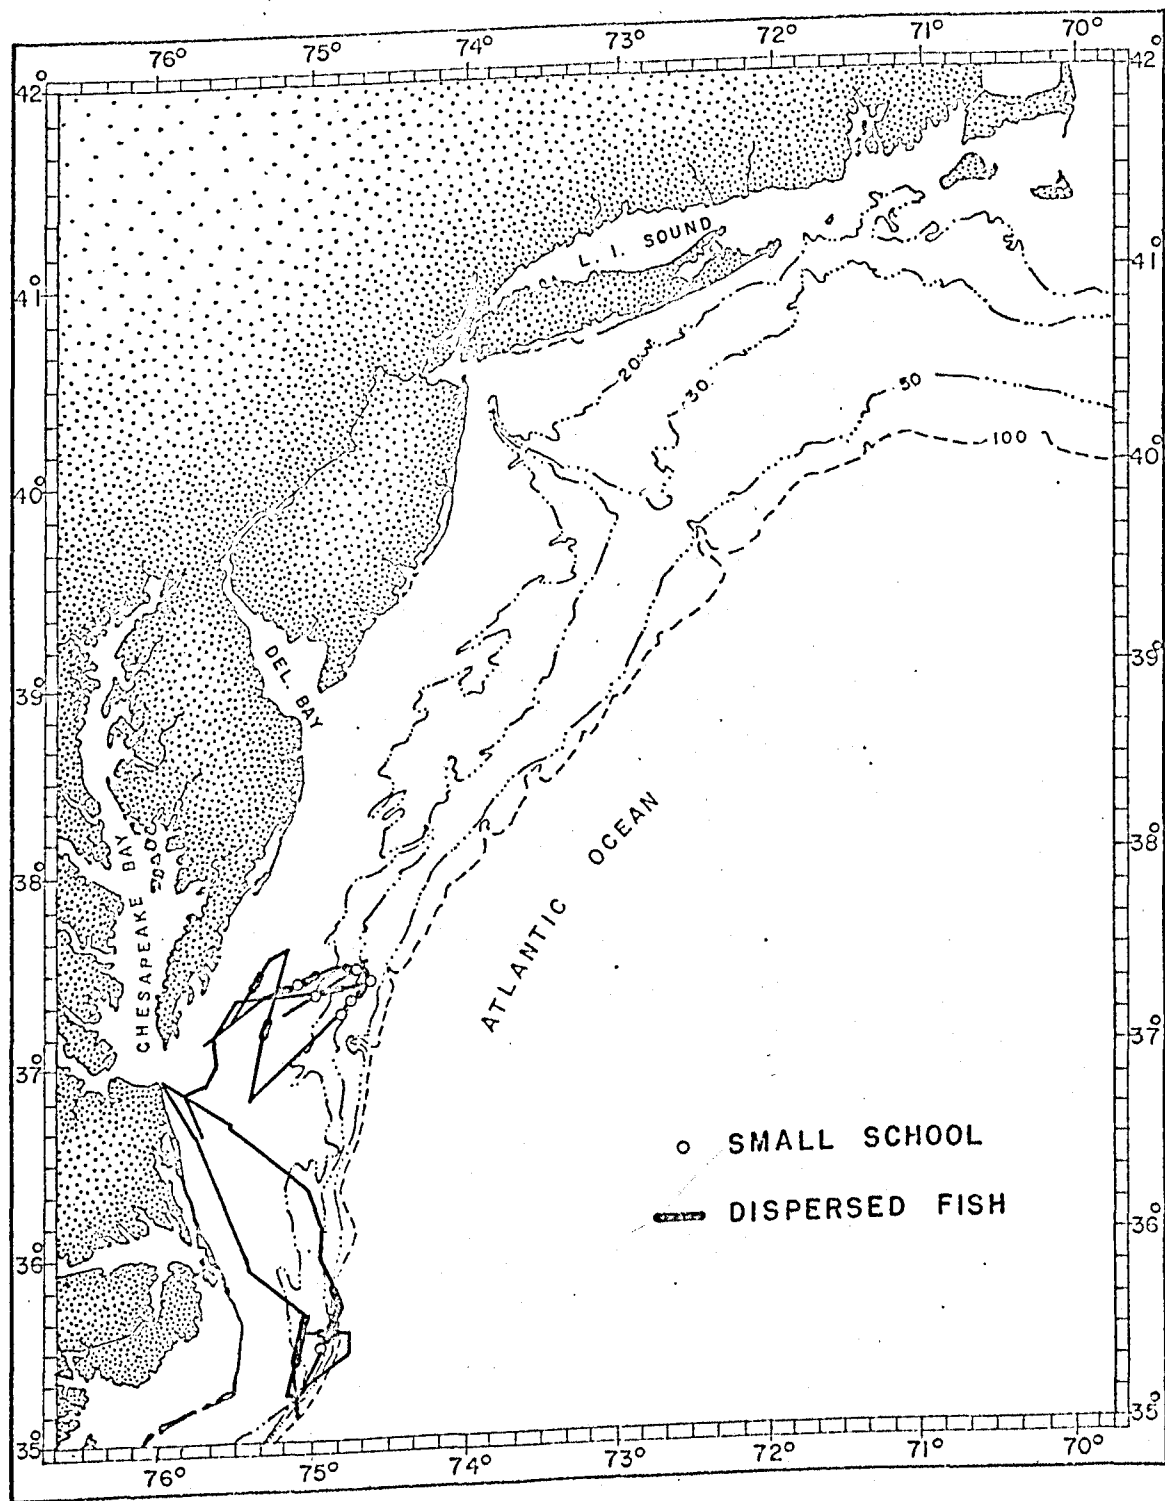 76° 75° 74° 73° 72° 71° 70°
42° 42°
41° 41°
40° 40°
39° 39°
38° 38°
37° 37°
36° 36°
35° 35°
76° 75° 74° 73° 72° 71° 70°
L. I. SOUND
20
30
50
100
DEL. BAY
CHESAPEAKE BAY
ATLANTIC OCEAN
SMALL SCHOOL
DISPERSED FISH